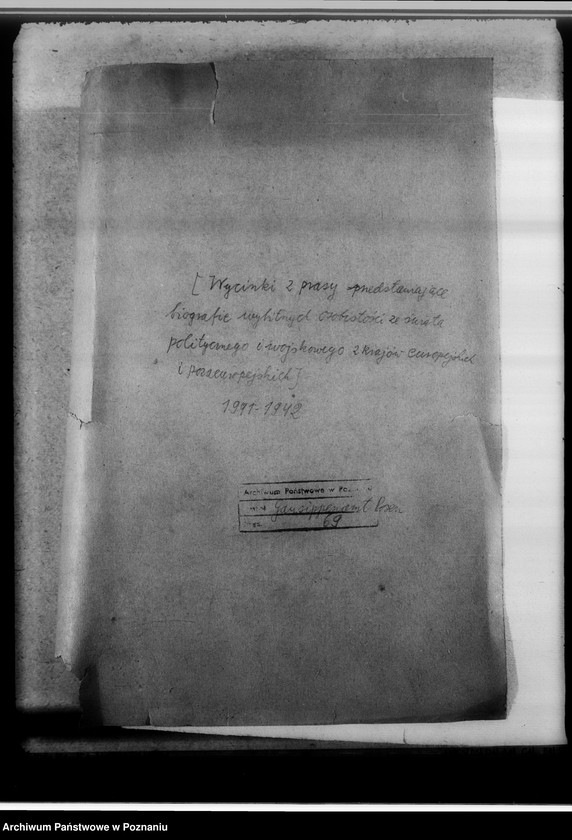 [Wycinki z prasy przedstawiające
biografie wybitnych osobistości ze świata
politycznego i wojskowego z krajów europejskich
i pozaeuropejskich]
1941-1942
Archiwum Państwowe w Poz
Gausippenamt Posen
69
Archiwum Państwowe w Poznaniu